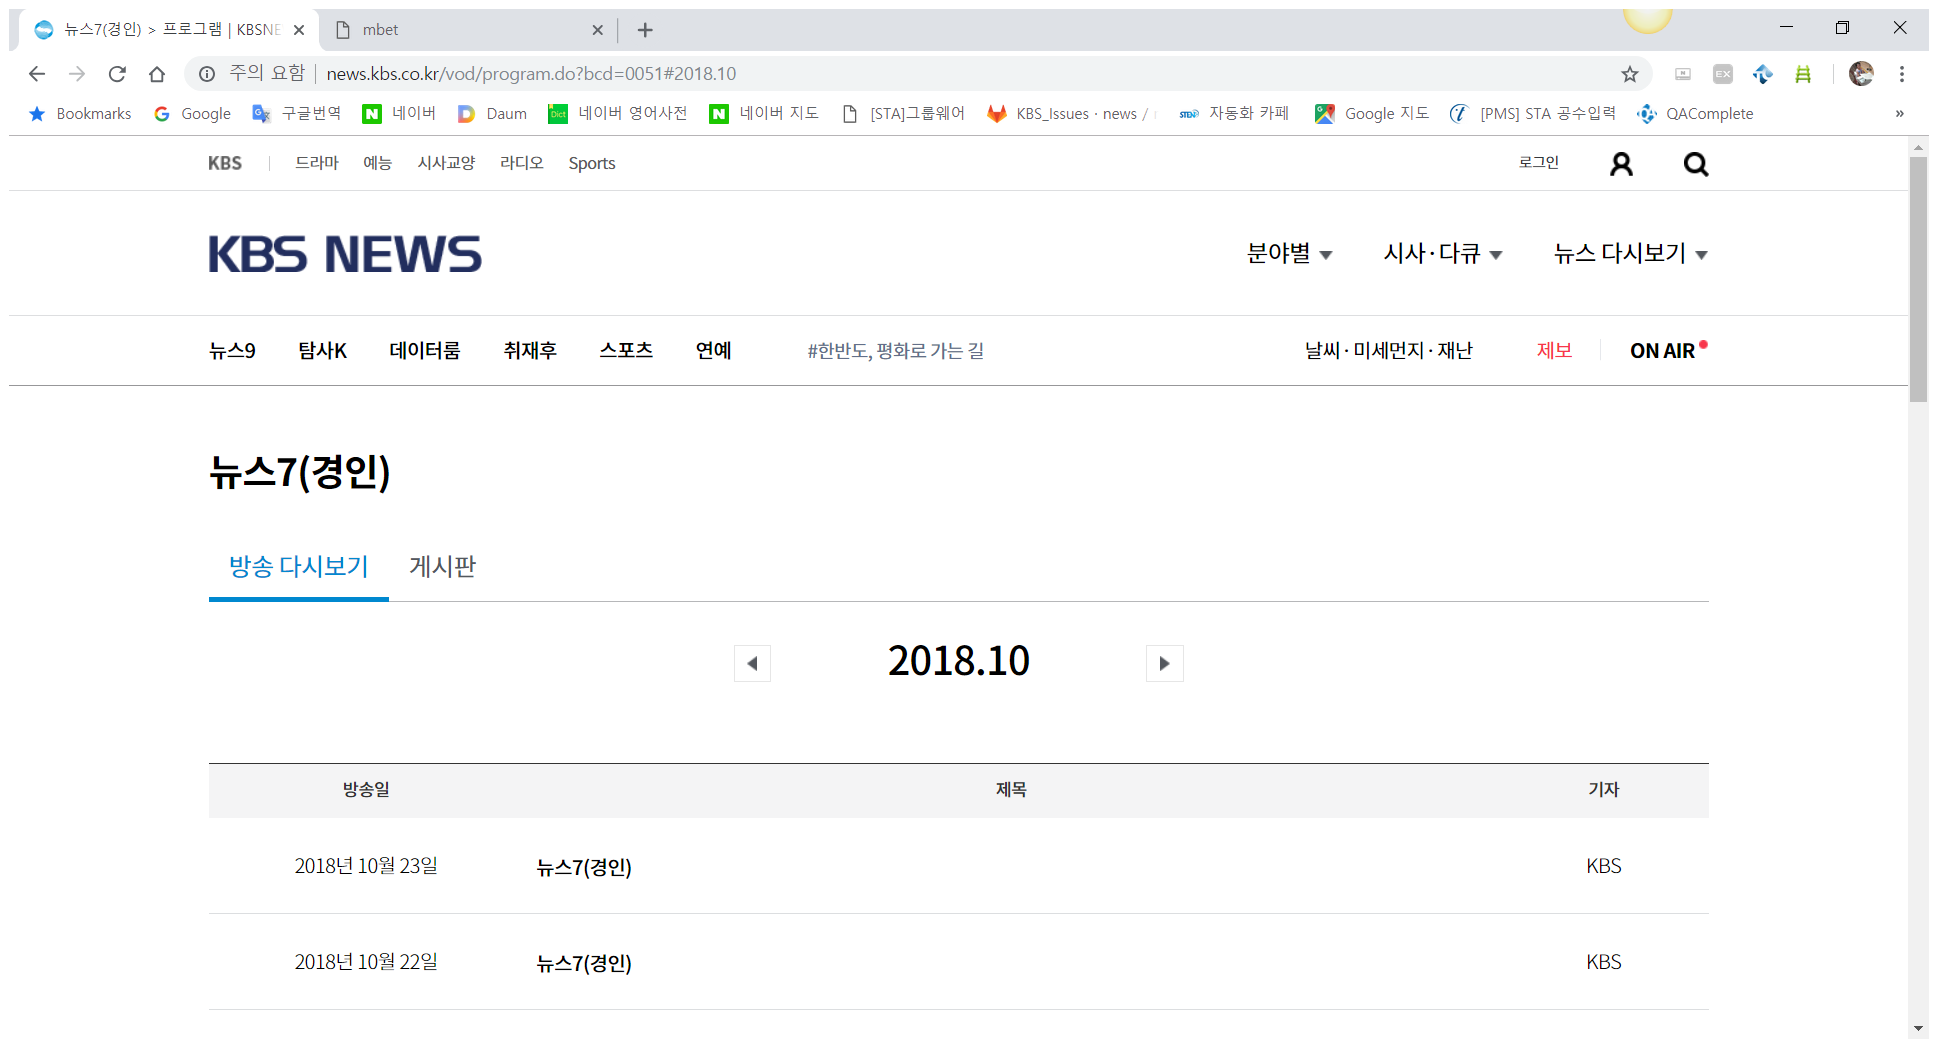 뉴스7(경인) > 프로그램 | KBSNE
mbet
주의 요함 | news.kbs.co.kr/vod/program.do?bcd=0051#2018.10
EX
Bookmarks Google 구글번역 네이버 Daum 네이버 영어사전 네이버 지도 [STA]그룹웨어 KBS_Issues · news / 자동화 카페 Google 지도 [PMS] STA 공수입력 QAComplete »
KBS 드라마 예능 시사교양 라디오 Sports 로그인
KBS NEWS 분야별 시사·다큐 뉴스 다시보기
뉴스9 탐사K 데이터룸 취재후 스포츠 연예 #한반도, 평화로 가는 길 날씨·미세먼지·재난 제보 ON AIR
뉴스7(경인)
방송 다시보기 게시판
2018.10
방송일 제목 기자
2018년 10월 23일 뉴스7(경인) KBS
2018년 10월 22일 뉴스7(경인) KBS